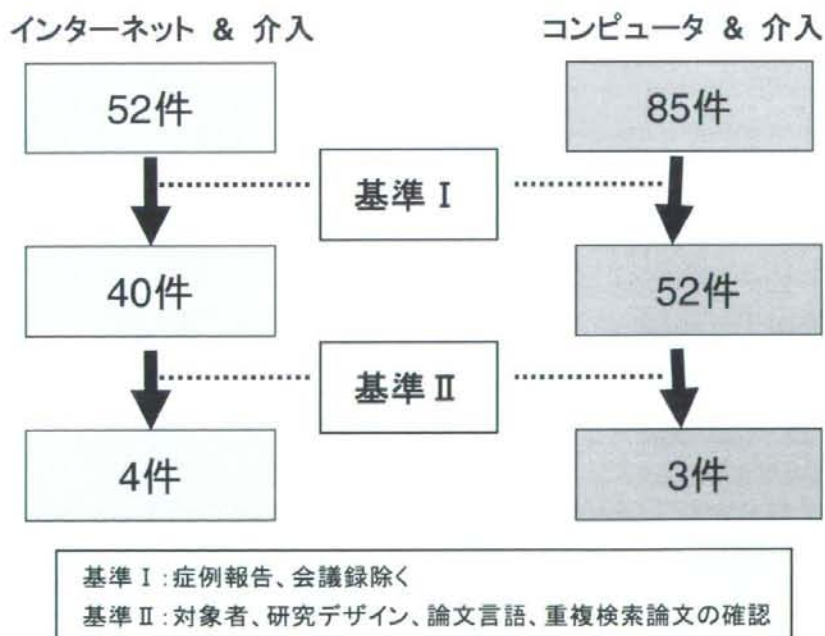 インターネット & 介入
コンピュータ & 介入
52件
85件
基準 I
40件
52件
基準 II
4件
3件
基準 I:症例報告、会議録除く
基準 II:対象者、研究デザイン、論文言語、重複検索論文の確認